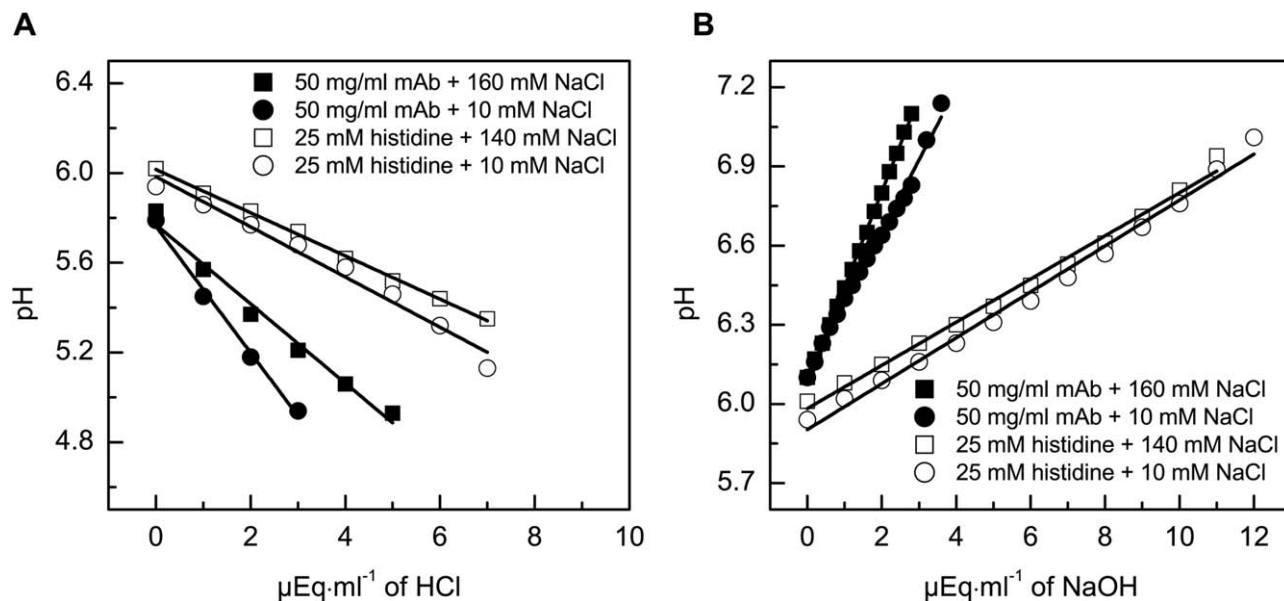 A
6.4
6.0
5.6
5.2
4.8
pH
50 mg/ml mAb + 160 mM NaCl
50 mg/ml mAb + 10 mM NaCl
25 mM histidine + 140 mM NaCl
25 mM histidine + 10 mM NaCl
0 2 4 6 8 10
µEq·ml⁻¹ of HCl
B
7.2
6.9
6.6
6.3
6.0
5.7
pH
50 mg/ml mAb + 160 mM NaCl
50 mg/ml mAb + 10 mM NaCl
25 mM histidine + 140 mM NaCl
25 mM histidine + 10 mM NaCl
0 2 4 6 8 10 12
µEq·ml⁻¹ of NaOH